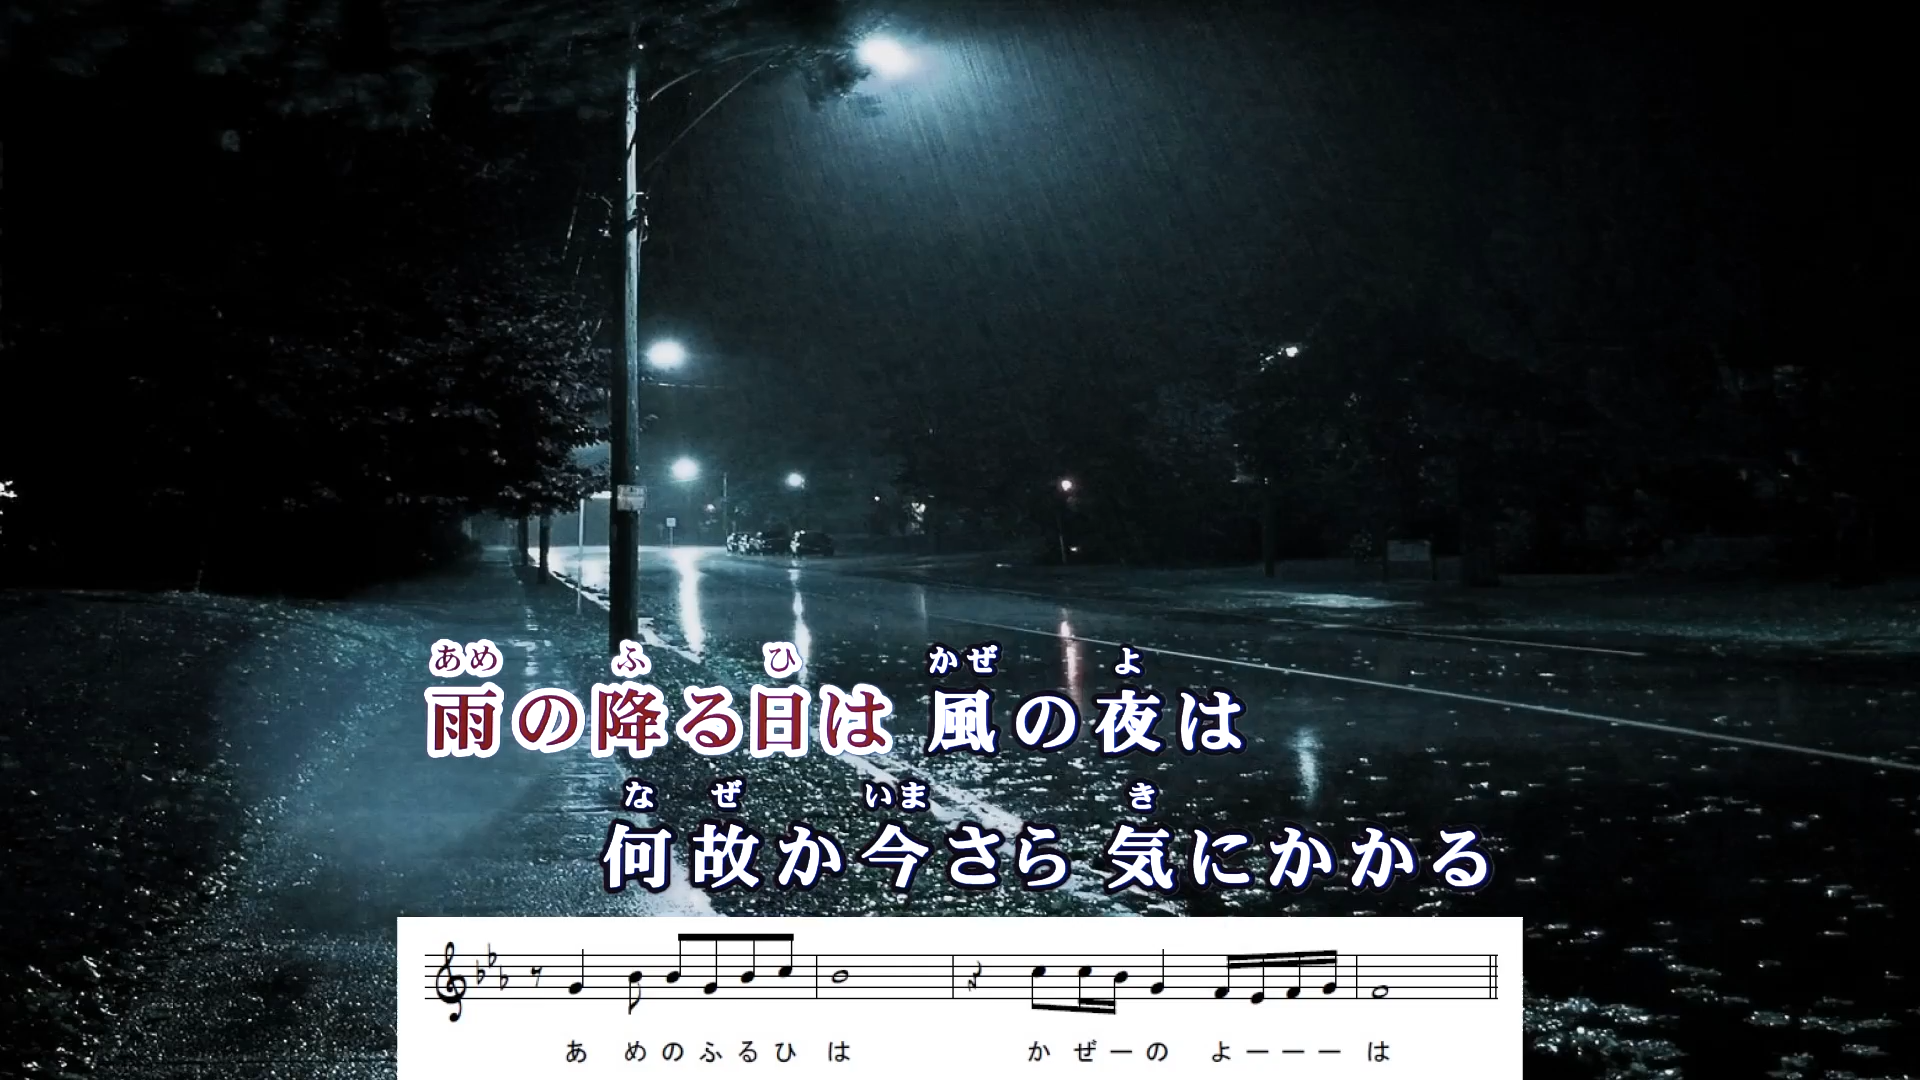 あめ ふ ひ かぜ よ
雨の降る日は 風の夜は
な ぜ いま き
何故か今さら 気にかかる
あ めのふるひ は か ぜーの よーーー は